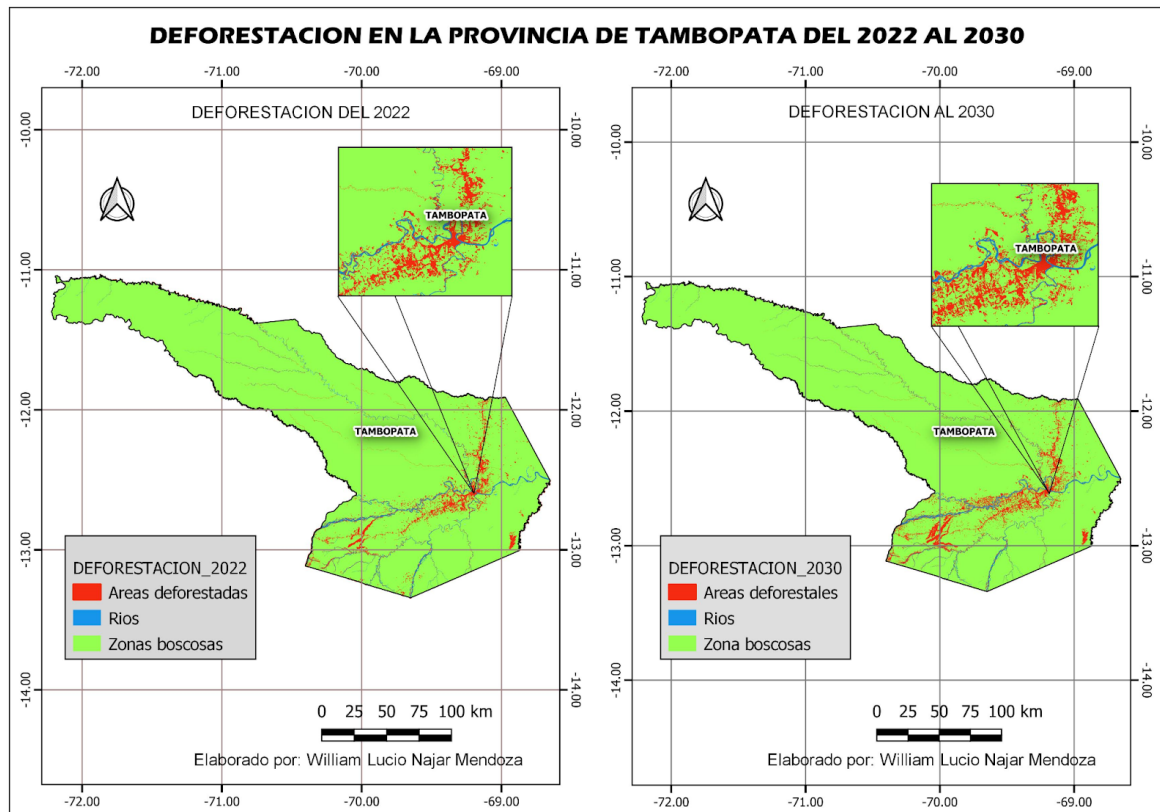 DEFORESTACION EN LA PROVINCIA DE TAMBOPATA DEL 2022 AL 2030
-72.00
-71.00
-70.00
-69.00
DEFORESTACION DEL 2022
-10.00
-10.00
TAMBOPATA
-11.00
-11.00
-12.00
-12.00
TAMBOPATA
-13.00
-13.00
DEFORESTACION_2022
Areas deforestadas
Rios
Zonas boscosas
-14.00
-14.00
0 25 50 75 100 km
Elaborado por: William Lucio Najar Mendoza
-72.00
-71.00
-70.00
-69.00
-72.00
-71.00
-70.00
-69.00
DEFORESTACION AL 2030
-10.00
-10.00
TAMBOPATA
-11.00
-11.00
-12.00
-12.00
TAMBOPATA
-13.00
-13.00
DEFORESTACION_2030
Areas deforestales
Rios
Zona boscosas
-14.00
-14.00
0 25 50 75 100 km
Elaborado por: William Lucio Najar Mendoza
-72.00
-71.00
-70.00
-69.00